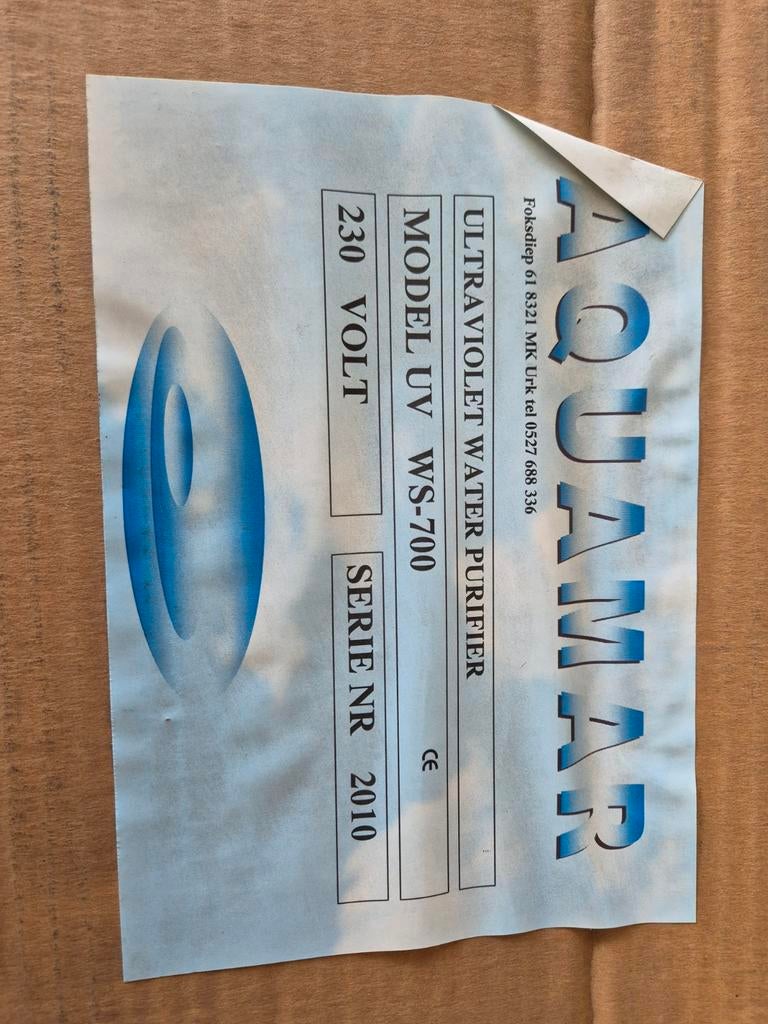 AQUAMAR
Foksdiep 61 8321 MK Urk tel 0527 688 336
ULTRAVIOLET WATER PURIFIER
MODEL UV WS-700 CE
230 VOLT
SERIE NR 2010